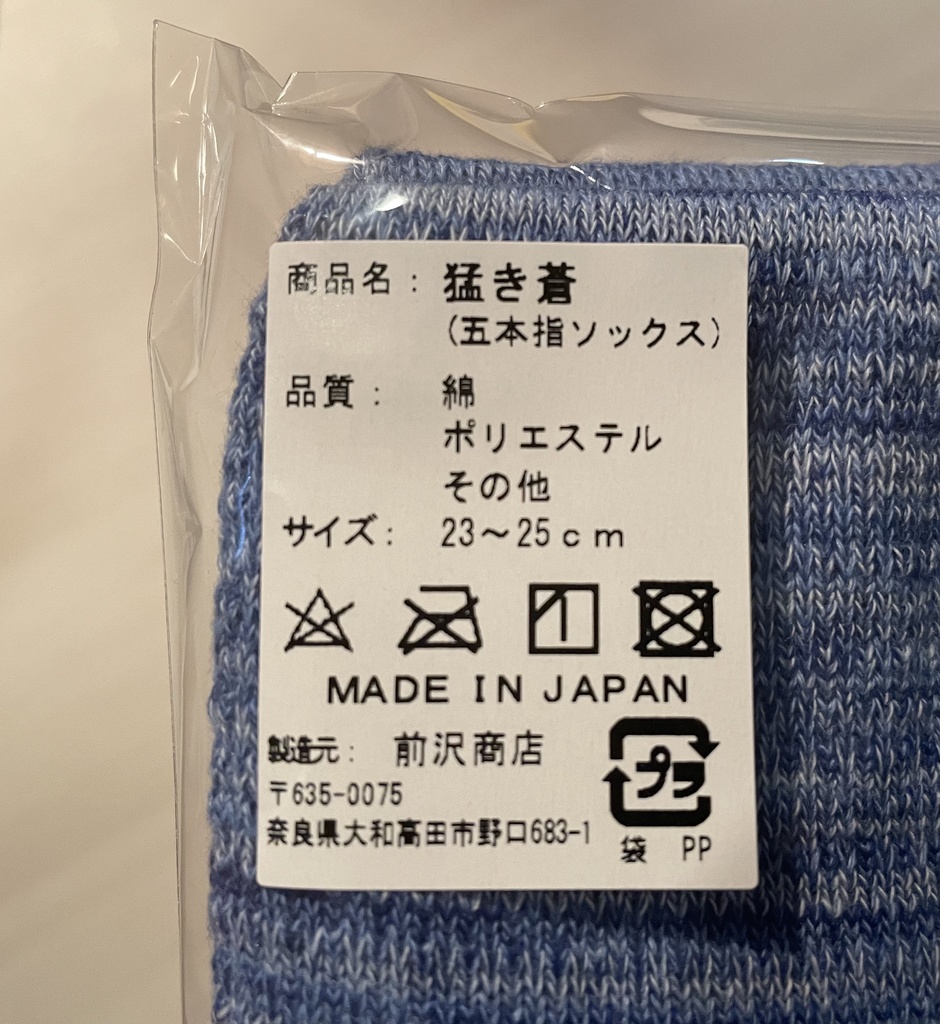 商品名: 猛き蒼
(五本指ソックス)
品質: 綿
ポリエステル
その他
サイズ: 23～25cm
MADE IN JAPAN
製造元: 前沢商店
〒635-0075
奈良県大和高田市野口683-1
プラ
袋 PP